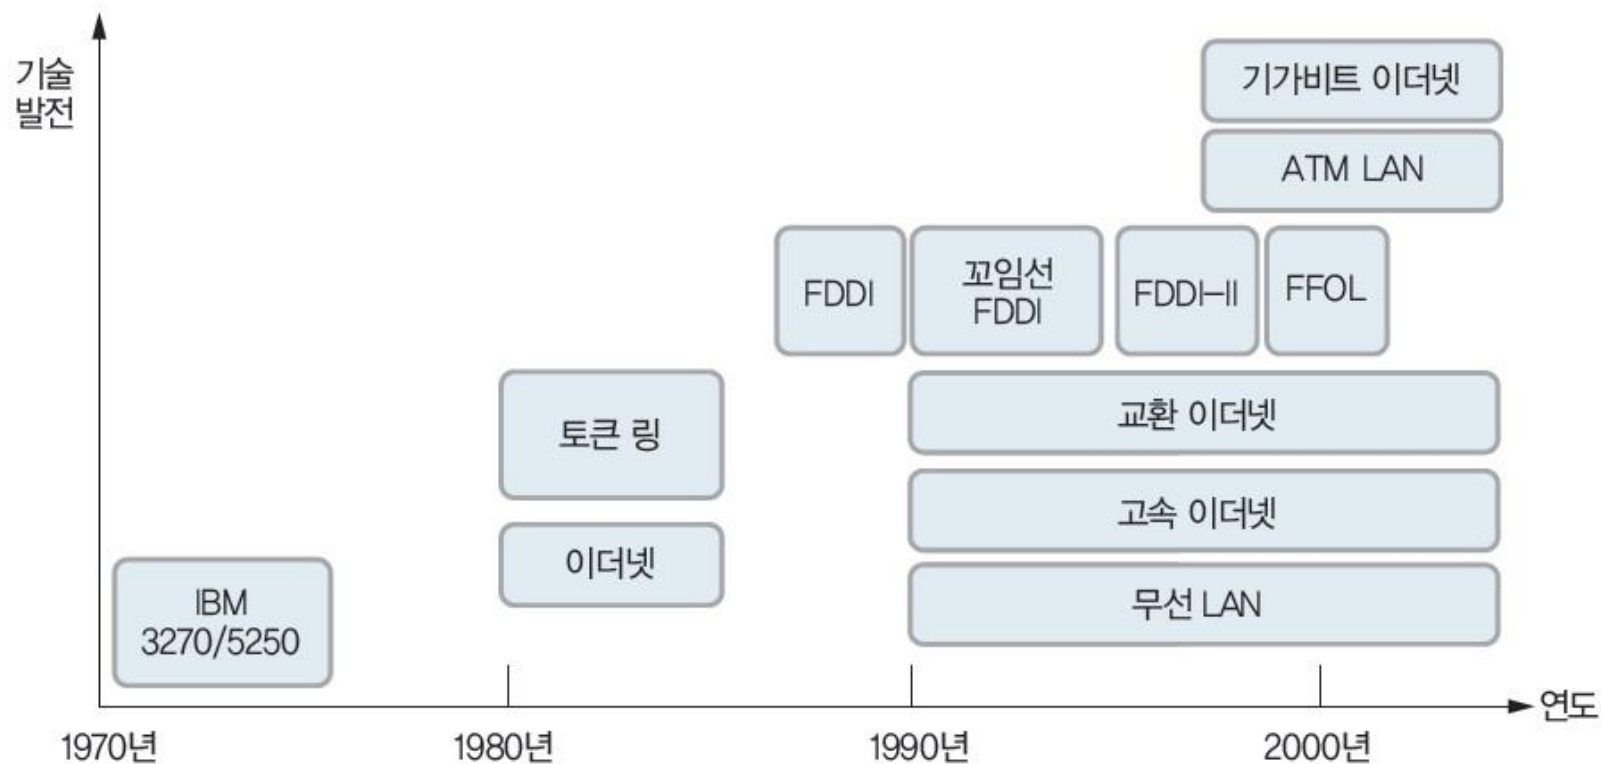 기술
발전
기가비트 이더넷
ATM LAN
FDDI
꼬임선
FDDI
FDDI-II
FFOL
토큰 링
교환 이더넷
고속 이더넷
이더넷
무선 LAN
IBM
3270/5250
연도
1970년
1980년
1990년
2000년